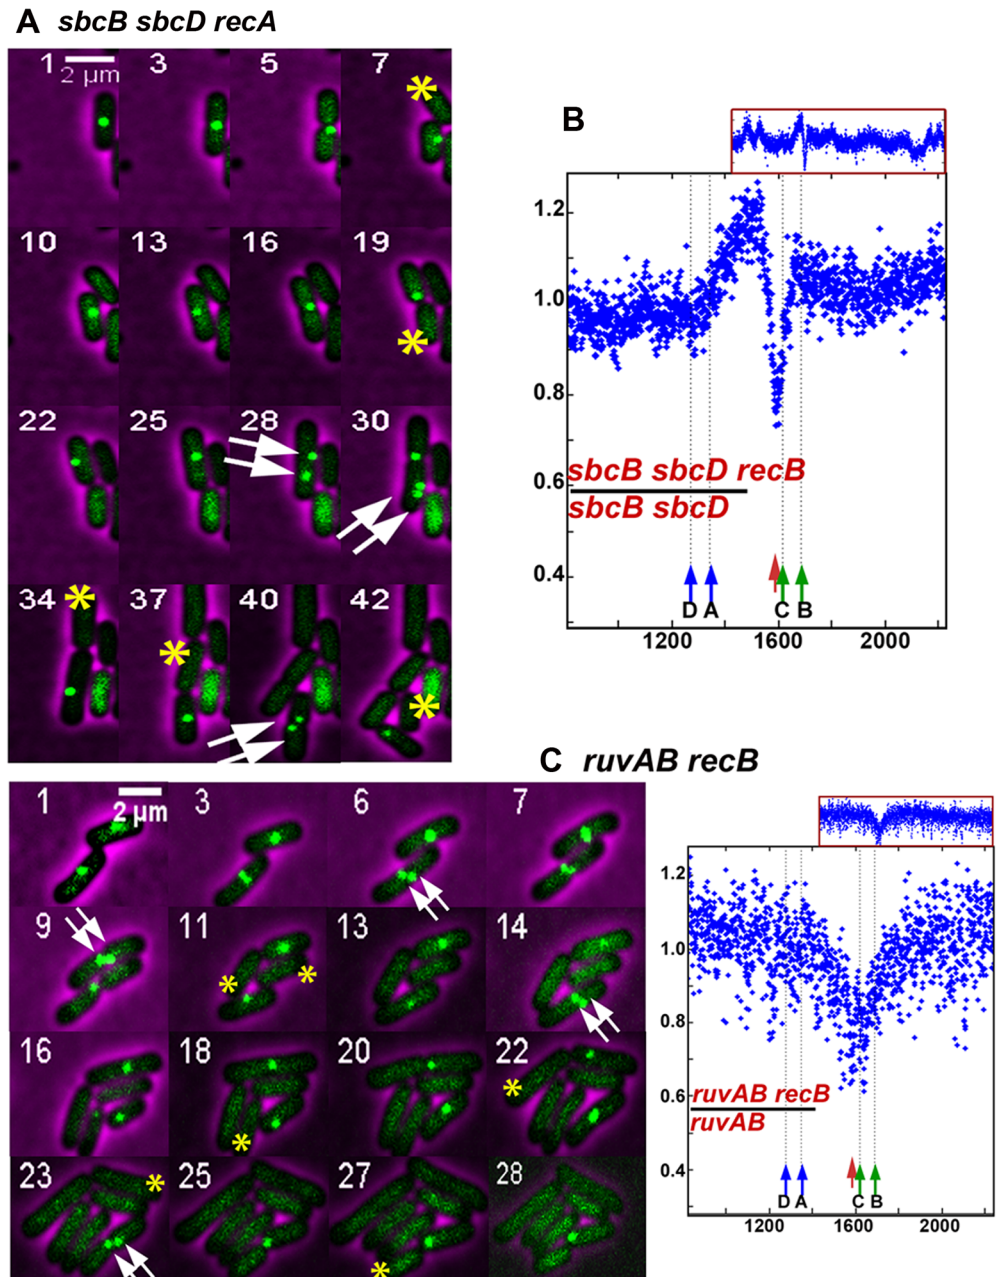 A sbcB sbcD recA
1 3 5 7
2 µm
*
10 13 16 19
*
22 25 28 30
34 37 40 42
* * *
B
1.2
1.0
0.8
0.6
0.4
sbcB sbcD recB
sbcB sbcD
D A C B
1200 1600 2000
C ruvAB recB
1 3 6 7
2 µm
9 11 13 14
* *
16 18 20 22
* *
23 25 27 28
* *
1.2
1.0
0.8
0.6
0.4
ruvAB recB
ruvAB
D A C B
1200 1600 2000